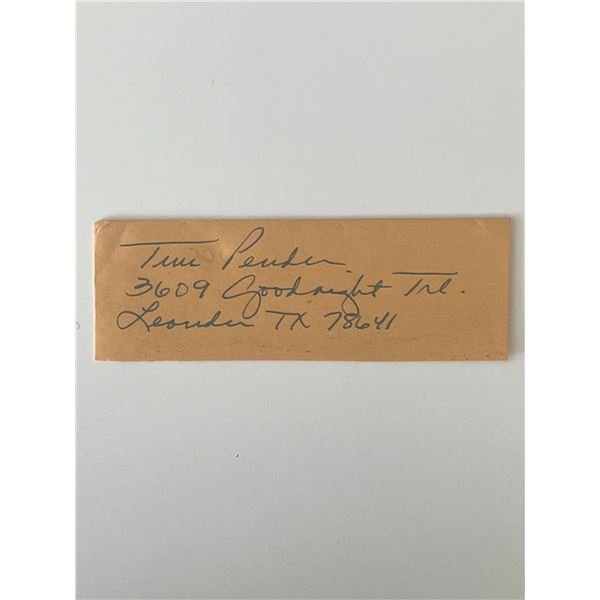 Tim Pender
3609 Goodnight Trl.
Leander TX 78641